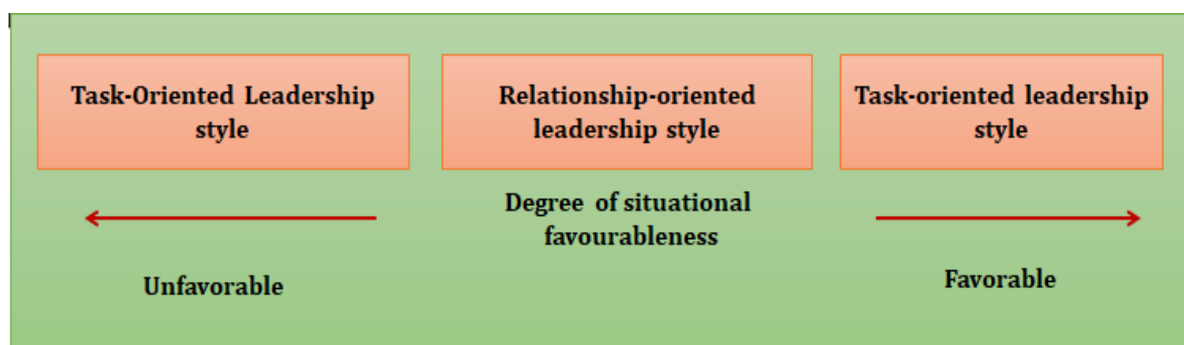 Task-Oriented Leadership
style
Relationship-oriented
leadership style
Task-oriented leadership
style
Degree of situational
favourableness
Unfavorable
Favorable